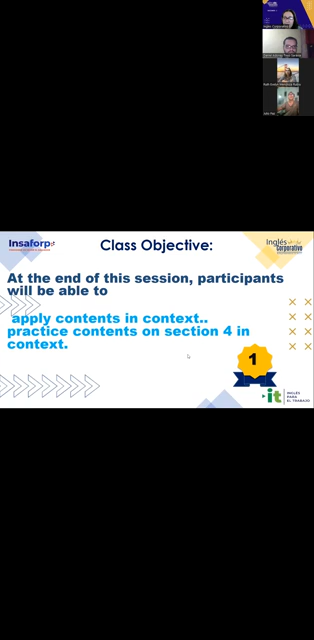 Insaforp
Class Objective:
Inglés
Corporativo
At the end of this session, participants
will be able to
apply contents in context..
practice contents on section 4 in
context.
1
it
INGLÉS
PARA
EL TRABAJO